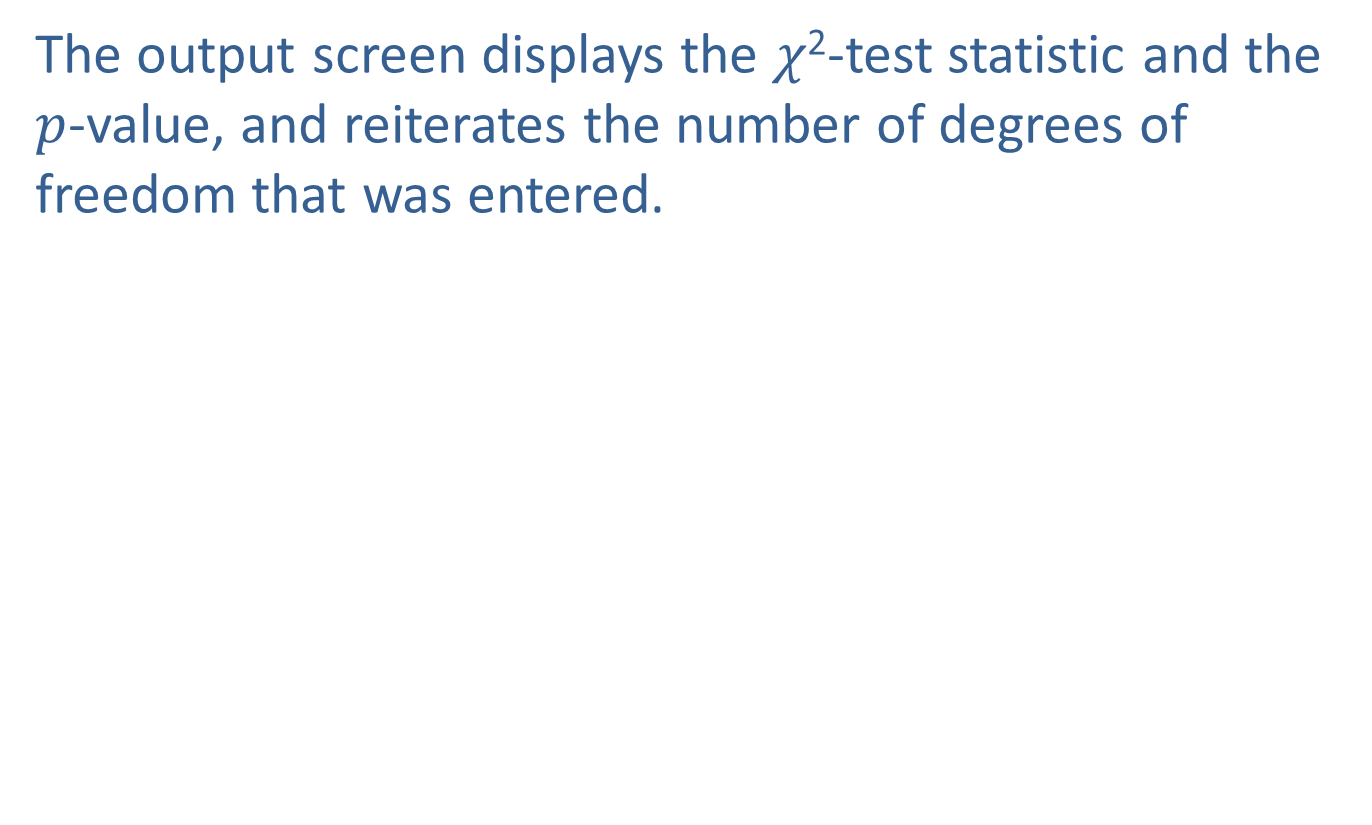 The output screen displays the χ²-test statistic and the
p-value, and reiterates the number of degrees of
freedom that was entered.